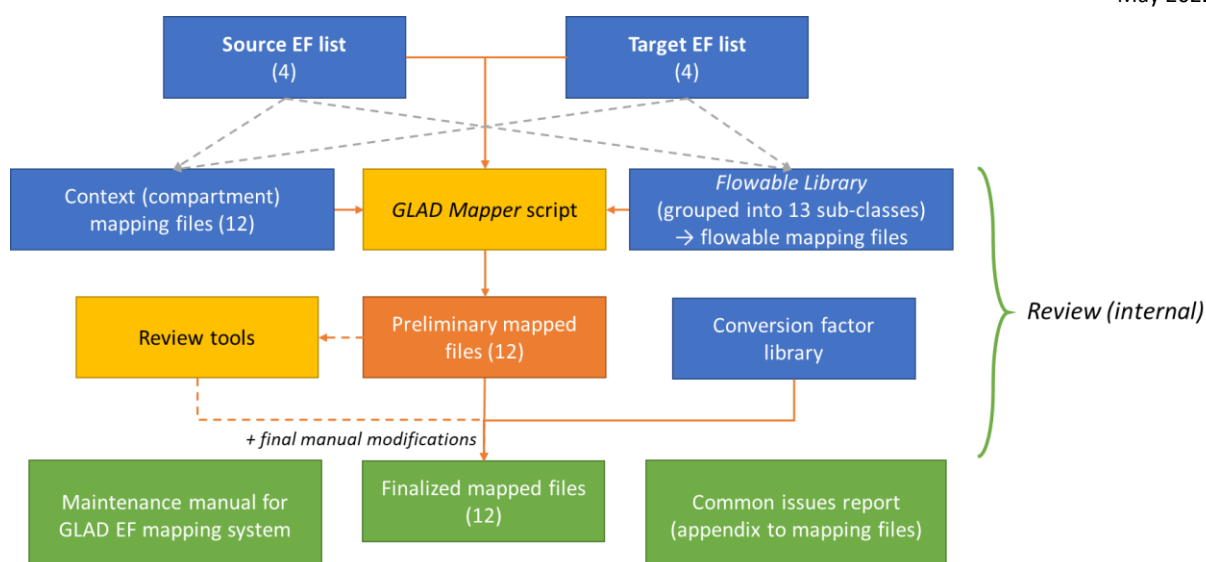 Source EF list
(4)
Target EF list
(4)
Context (compartment)
mapping files (12)
GLAD Mapper script
Flowable Library
(grouped into 13 sub-classes)
→ flowable mapping files
Review tools
Preliminary mapped
files (12)
Conversion factor
library
Review (internal)
+ final manual modifications
Maintenance manual for
GLAD EF mapping system
Finalized mapped files
(12)
Common issues report
(appendix to mapping files)